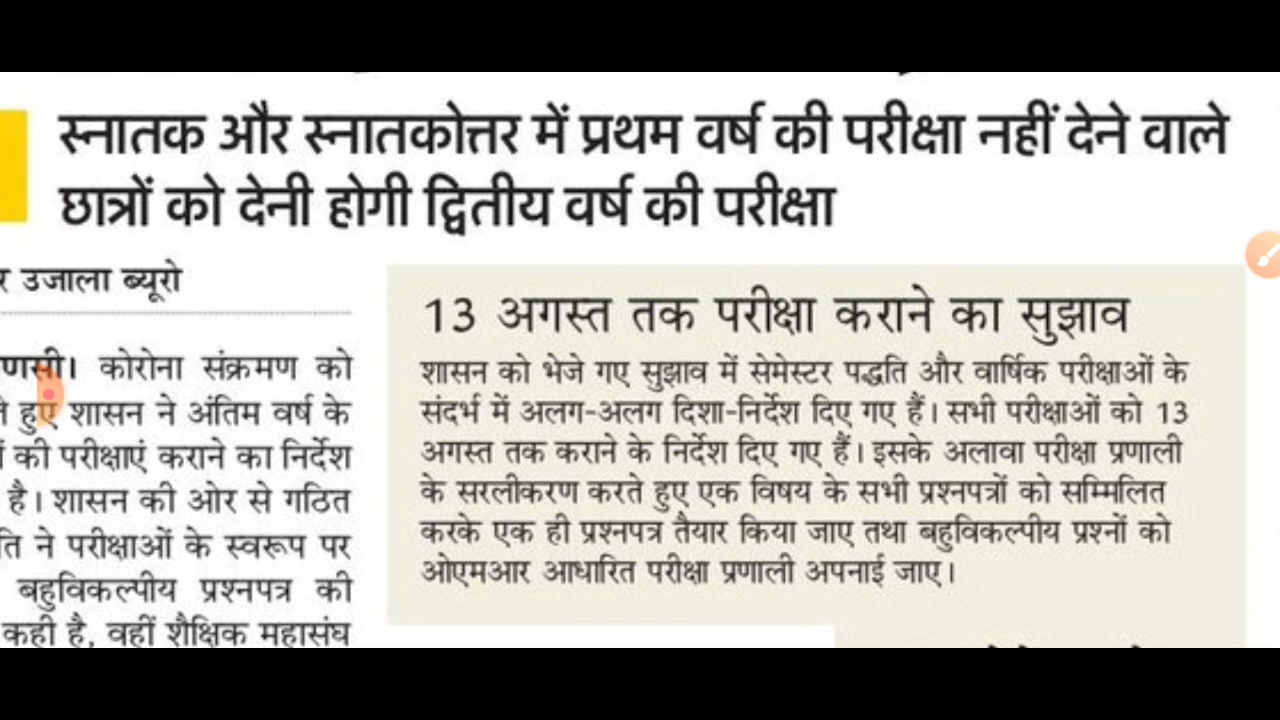 स्नातक और स्नातकोत्तर में प्रथम वर्ष की परीक्षा नहीं देने वाले
छात्रों को देनी होगी द्वितीय वर्ष की परीक्षा
उजाला ब्यूरो
णसी। कोरोना संक्रमण को
हुए शासन ने अंतिम वर्ष के
की परीक्षाएं कराने का निर्देश
है। शासन की ओर से गठित
ति ने परीक्षाओं के स्वरूप पर
बहुविकल्पीय प्रश्नपत्र की
कही है, वहीं शैक्षिक महासंघ
13 अगस्त तक परीक्षा कराने का सुझाव
शासन को भेजे गए सुझाव में सेमेस्टर पद्धति और वार्षिक परीक्षाओं के
संदर्भ में अलग-अलग दिशा-निर्देश दिए गए हैं। सभी परीक्षाओं को 13
अगस्त तक कराने के निर्देश दिए गए हैं। इसके अलावा परीक्षा प्रणाली
के सरलीकरण करते हुए एक विषय के सभी प्रश्नपत्रों को सम्मिलित
करके एक ही प्रश्नपत्र तैयार किया जाए तथा बहुविकल्पीय प्रश्नों को
ओएमआर आधारित परीक्षा प्रणाली अपनाई जाए।